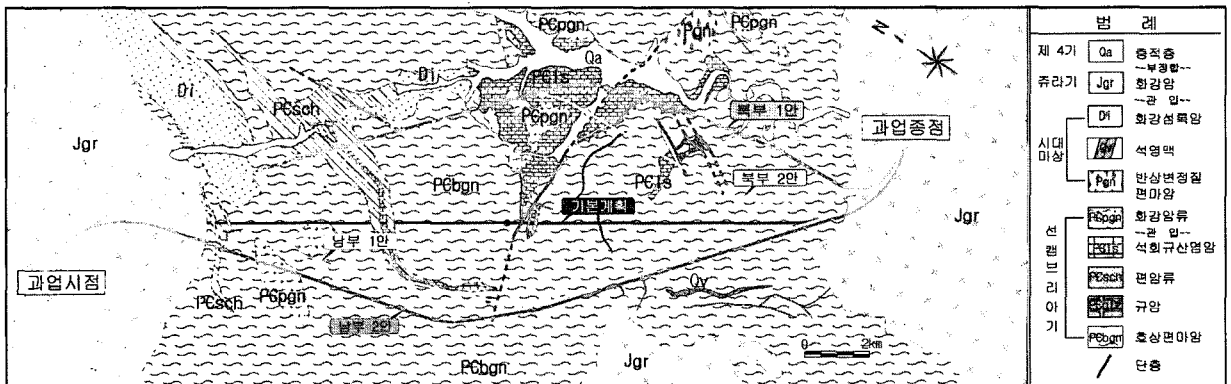 PCpgn
Pgn
PCpgn
Qa
Di
Di
PCls
PCsch
PCpgn
북부 1안
과업종점
N
Jgr
PCbgn
PCls
북부 2안
기본계획
Jgr
남부 1안
과업시점
PCsch
PCpgn
Qv
남부 2안
0 2km
Jgr
PCbgn
범 례
제 4기 Qa 충적층
~부정합~
쥬라기 Jgr 화강암
~관 입~
시대미상
Di 화강섬록암
석영맥
Pgn 반상변정질 편마암
선캠브리아기
PCpgn 화강암류
~관 입~
PCls 석회규산염암
PCsch 편암류
규암
PCbgn 호상편마암
단층